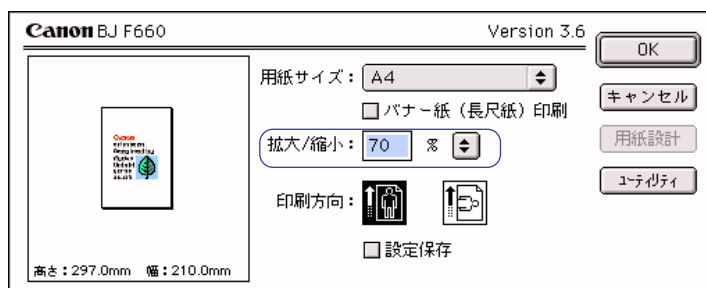 Canon BJ F660
Version 3.6
用紙サイズ： A4
バナー紙（長尺紙）印刷
拡大/縮小： 70 %
印刷方向：
設定保存
高さ：297.0mm 幅：210.0mm
OK
キャンセル
用紙設計
ユーティリティ
Canon